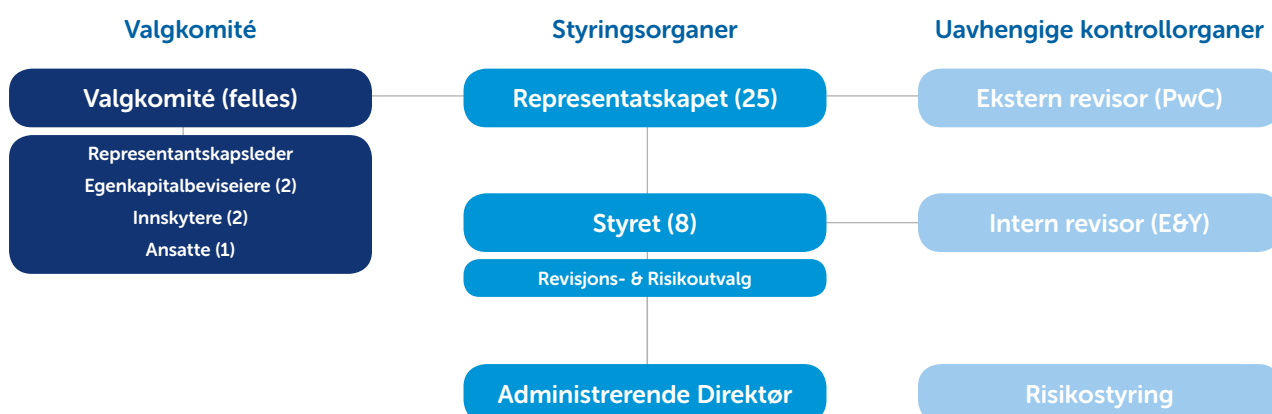 Valgkomité
Styringsorganer
Uavhengige kontrollorganer
Valgkomité (felles)
Representatskapet (25)
Ekstern revisor (PwC)
Representantskapsleder
Egenkapitalbeviseiere (2)
Innskytere (2)
Ansatte (1)
Styret (8)
Intern revisor (E&Y)
Revisjons- & Risikoutvalg
Administrerende Direktør
Risikostyring